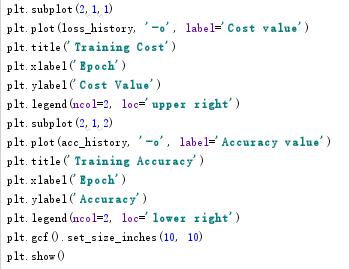 plt.subplot(2,1,1)
plt.plot(loss_history, '-o', label='Cost value')
plt.title('Training Cost')
plt.xlabel('Epoch')
plt.ylabel('Cost Value')
plt.legend(ncol=2, loc='upper right')
plt.subplot(2,1,2)
plt.plot(acc_history, '-o', label='Accuracy value')
plt.title('Training Accuracy')
plt.xlabel('Epoch')
plt.ylabel('Accuracy')
plt.legend(ncol=2, loc='lower right')
plt.gcf().set_size_inches(10, 10)
plt.show()